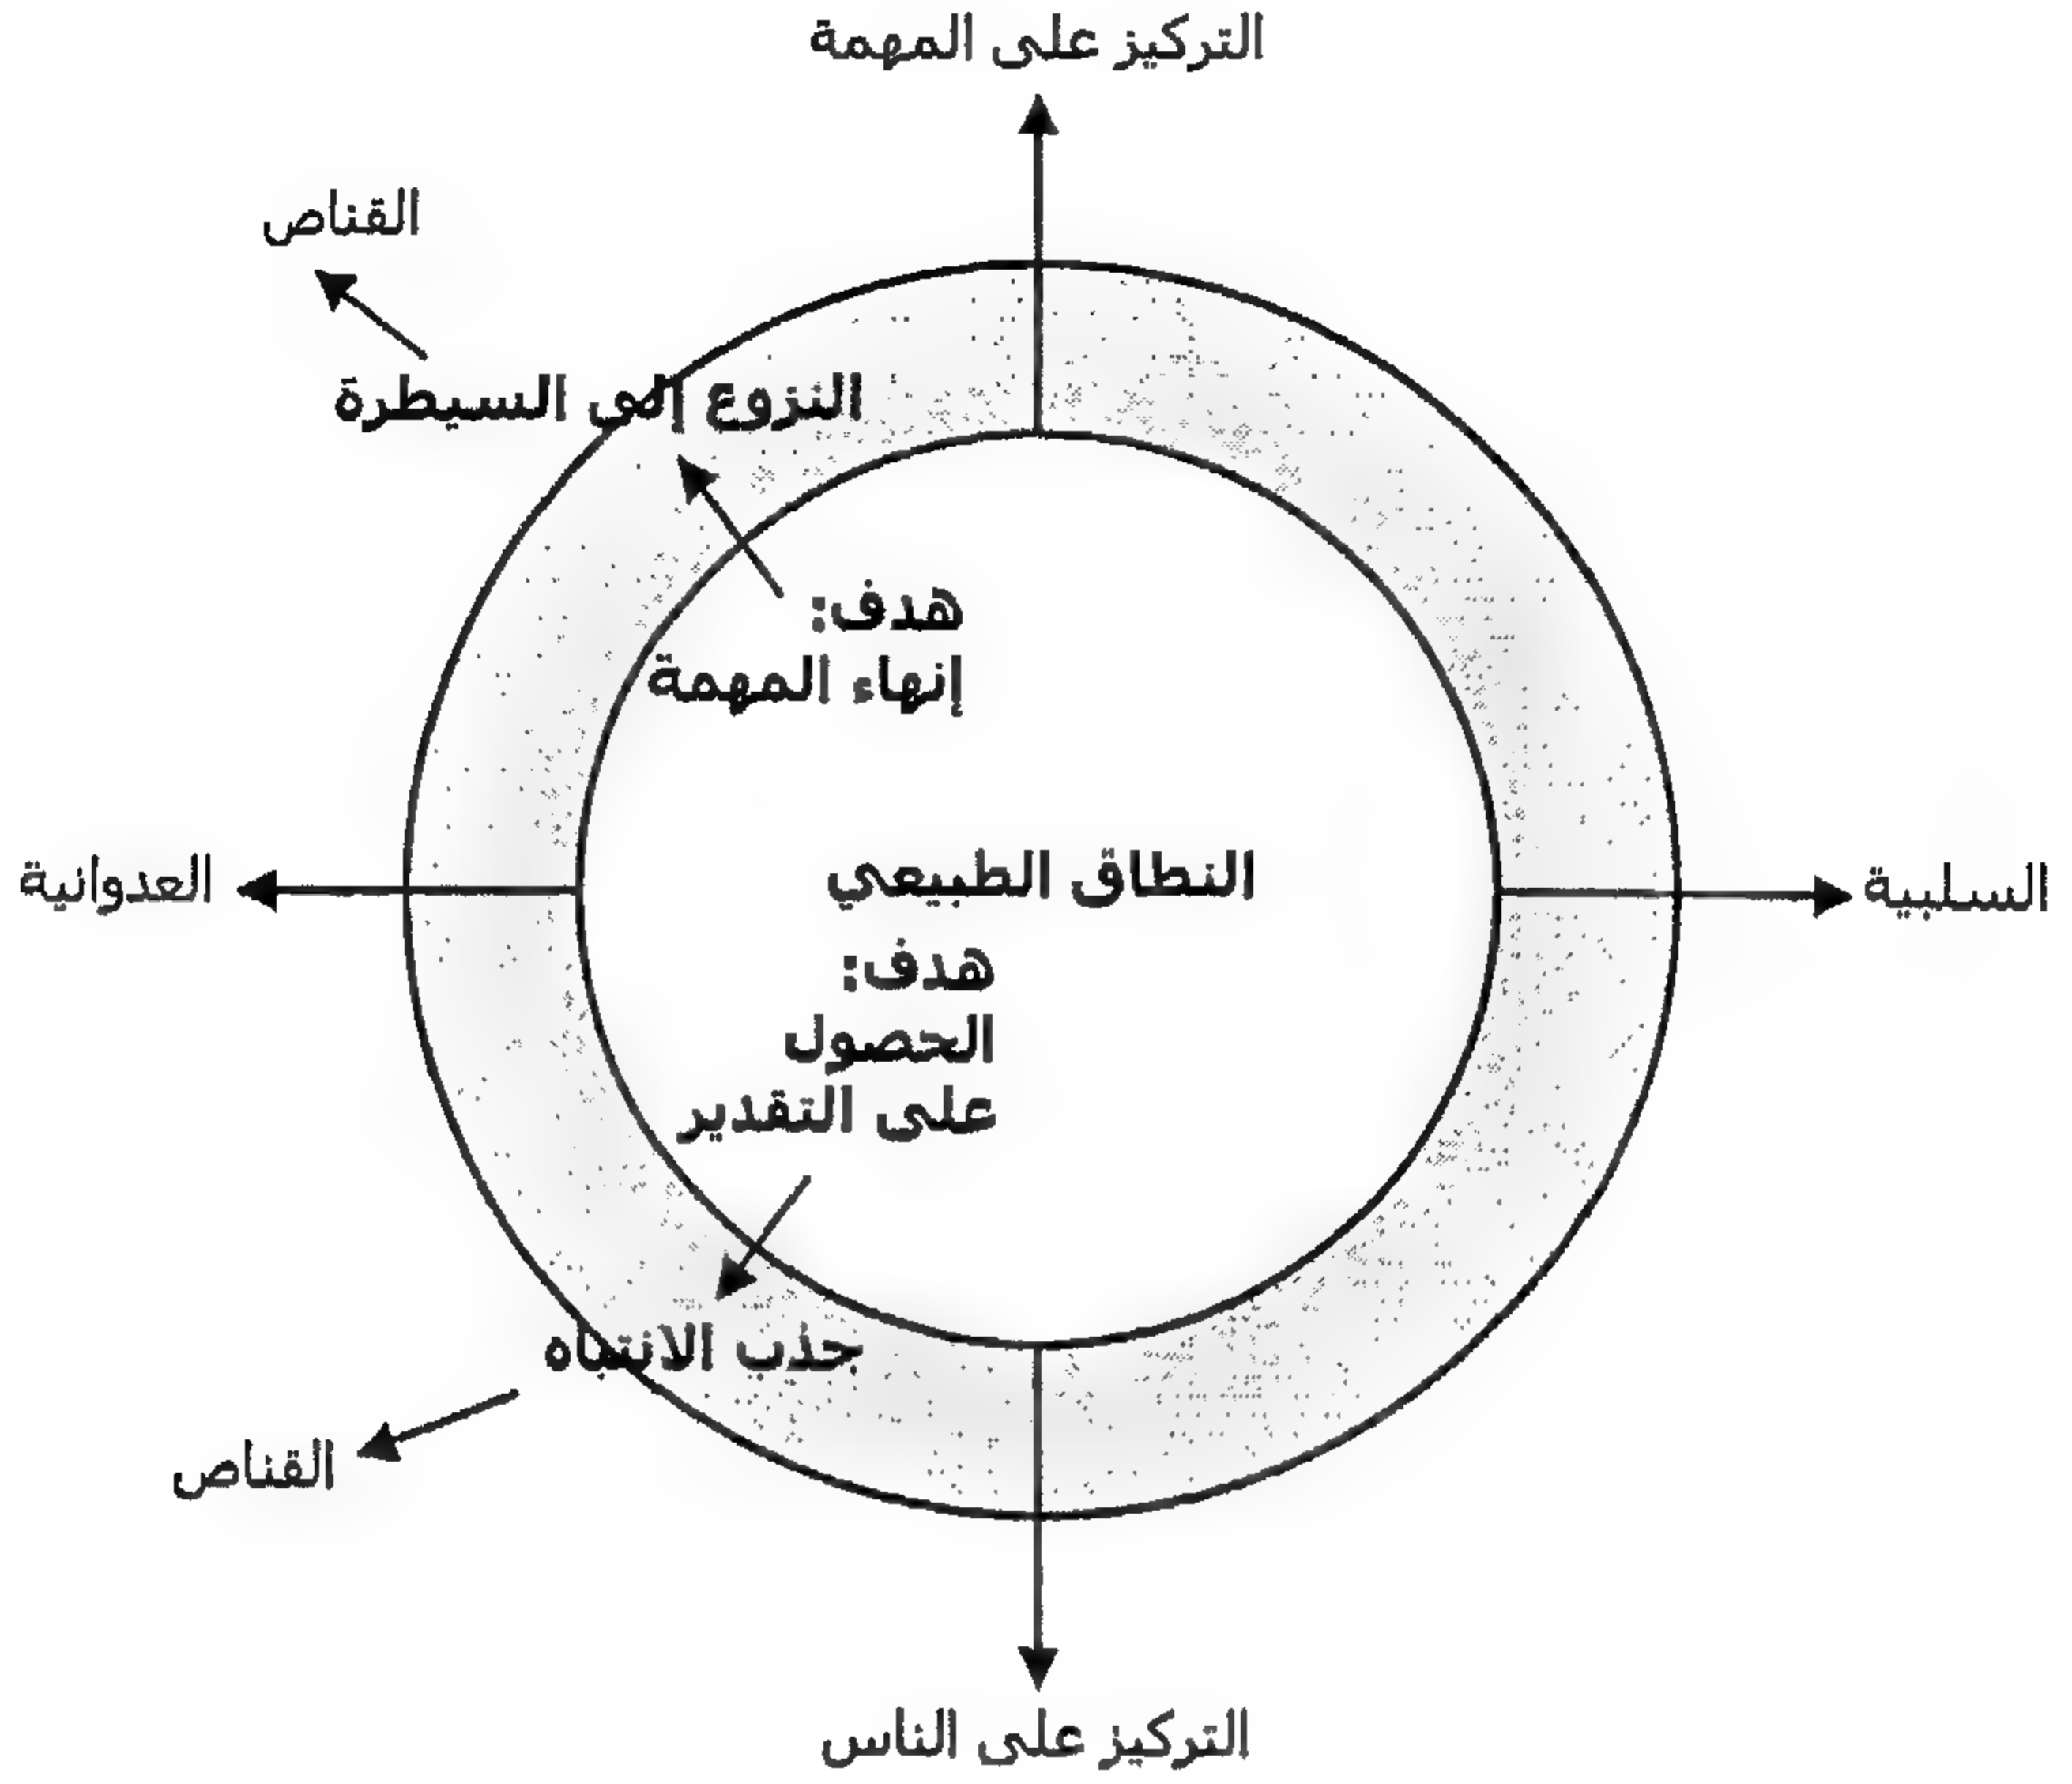 التركيز على المهمة
القناص
النزوع إلى السيطرة
هدف:
إنهاء المهمة
النطاق الطبيعي
السلبية
العدوانية
هدف:
الحصول
على التقدير
جذب الانتباه
القناص
التركيز على الناس